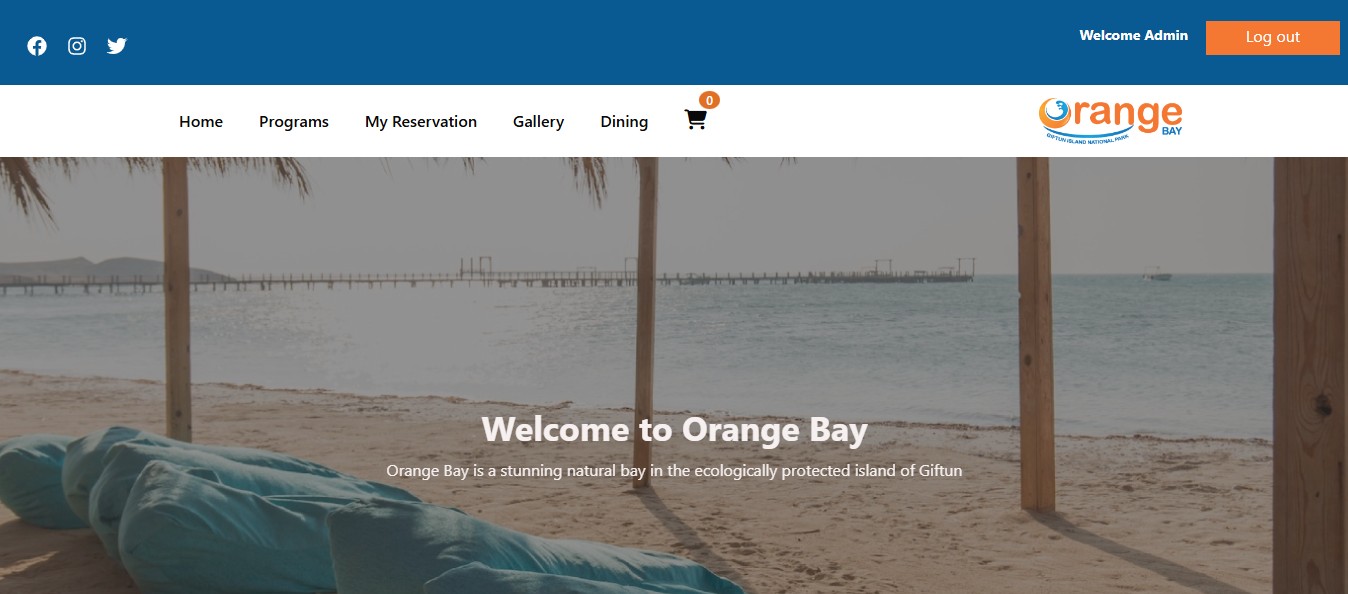 Welcome Admin
Log out
Home
Programs
My Reservation
Gallery
Dining
0
Orange
BAY
GIFTUN ISLAND NATIONAL PARK
Welcome to Orange Bay
Orange Bay is a stunning natural bay in the ecologically protected island of Giftun